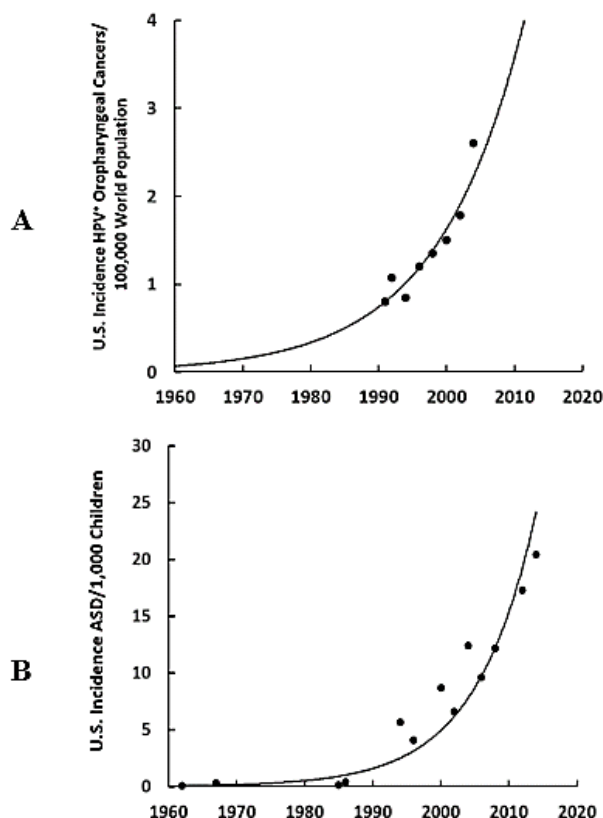 A
U.S. Incidence HPV⁺ Oropharyngeal Cancers/
100,000 World Population
4
3
2
1
0
1960 1970 1980 1990 2000 2010 2020
B
U.S. Incidence ASD/1,000 Children
30
25
20
15
10
5
0
1960 1970 1980 1990 2000 2010 2020